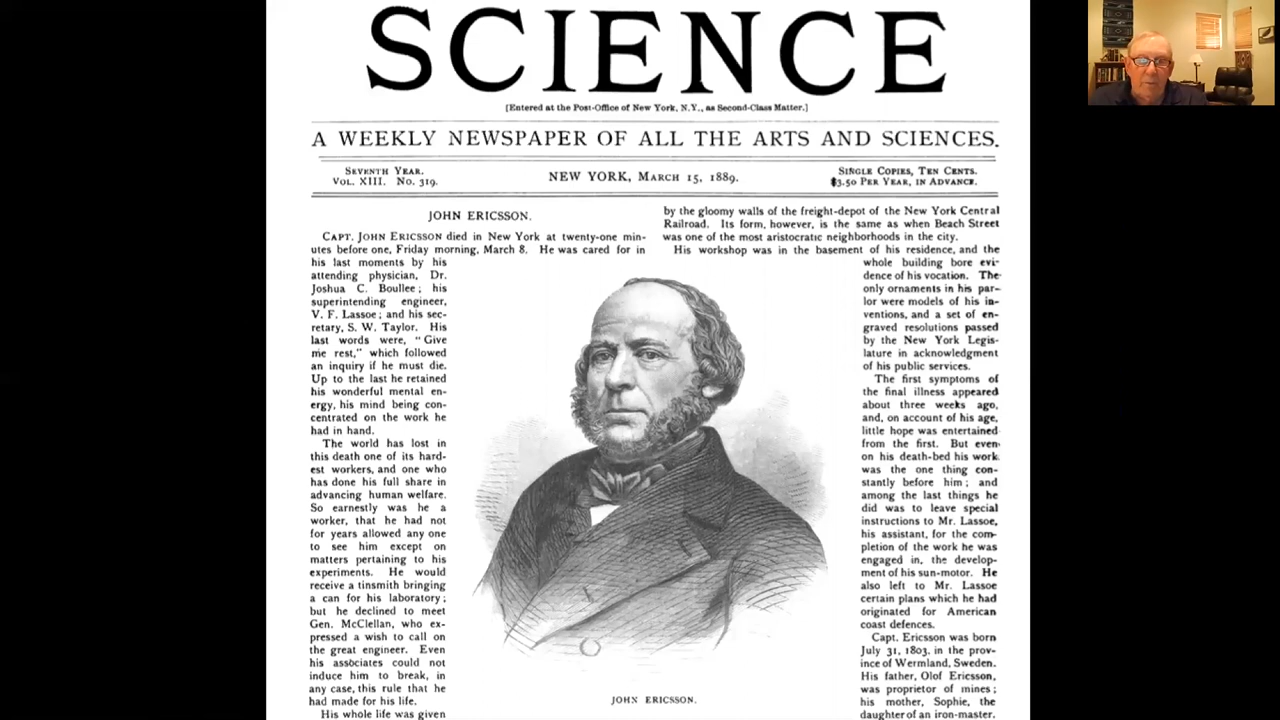 SCIENCE
[Entered at the Post-Office of New York, N.Y., as Second-Class Matter.]
A WEEKLY NEWSPAPER OF ALL THE ARTS AND SCIENCES.
SEVENTH YEAR.
VOL. XIII. No. 319.
NEW YORK, MARCH 15, 1889.
SINGLE COPIES, TEN CENTS.
$3.50 PER YEAR, IN ADVANCE.
JOHN ERICSSON.
CAPT. JOHN ERICSSON died in New York at twenty-one min-
utes before one, Friday morning, March 8. He was cared for in
his last moments by his
attending physician, Dr.
Joshua C. Boullee; his
superintending engineer,
V. F. Lassoe; and his sec-
retary, S. W. Taylor. His
last words were, "Give
me rest," which followed
an inquiry if he must die.
Up to the last he retained
his wonderful mental en-
ergy, his mind being con-
centrated on the work he
had in hand.
The world has lost in
this death one of its hard-
est workers, and one who
has done his full share in
advancing human welfare.
So earnestly was he a
worker, that he had not
for years allowed any one
to see him except on
matters pertaining to his
experiments. He would
receive a tinsmith bringing
a can for his laboratory;
but he declined to meet
Gen. McClellan, who ex-
pressed a wish to call on
the great engineer. Even
his associates could not
induce him to break, in
any case, this rule that he
had made for his life.
His whole life was given
by the gloomy walls of the freight-depot of the New York Central
Railroad. Its form, however, is the same as when Beach Street
was one of the most aristocratic neighborhoods in the city.
His workshop was in the basement of his residence, and the
whole building bore evi-
dence of his vocation. The
only ornaments in his par-
lor were models of his in-
ventions, and a set of en-
graved resolutions passed
by the New York Legis-
lature in acknowledgment
of his public services.
The first symptoms of
the final illness appeared
about three weeks ago,
and, on account of his age,
little hope was entertained
from the first. But even
on his death-bed his work
was the one thing con-
stantly before him; and
among the last things he
did was to leave special
instructions to Mr. Lassoe,
his assistant, for the com-
pletion of the work he was
engaged in, the develop-
ment of his sun-motor. He
also left to Mr. Lassoe
certain plans which he had
originated for American
coast defences.
Capt. Ericsson was born
July 31, 1803, in the prov-
ince of Wermland, Sweden.
His father, Olof Ericsson,
was proprietor of mines;
his mother, Sophie, the
daughter of an iron-master.
JOHN ERICSSON.